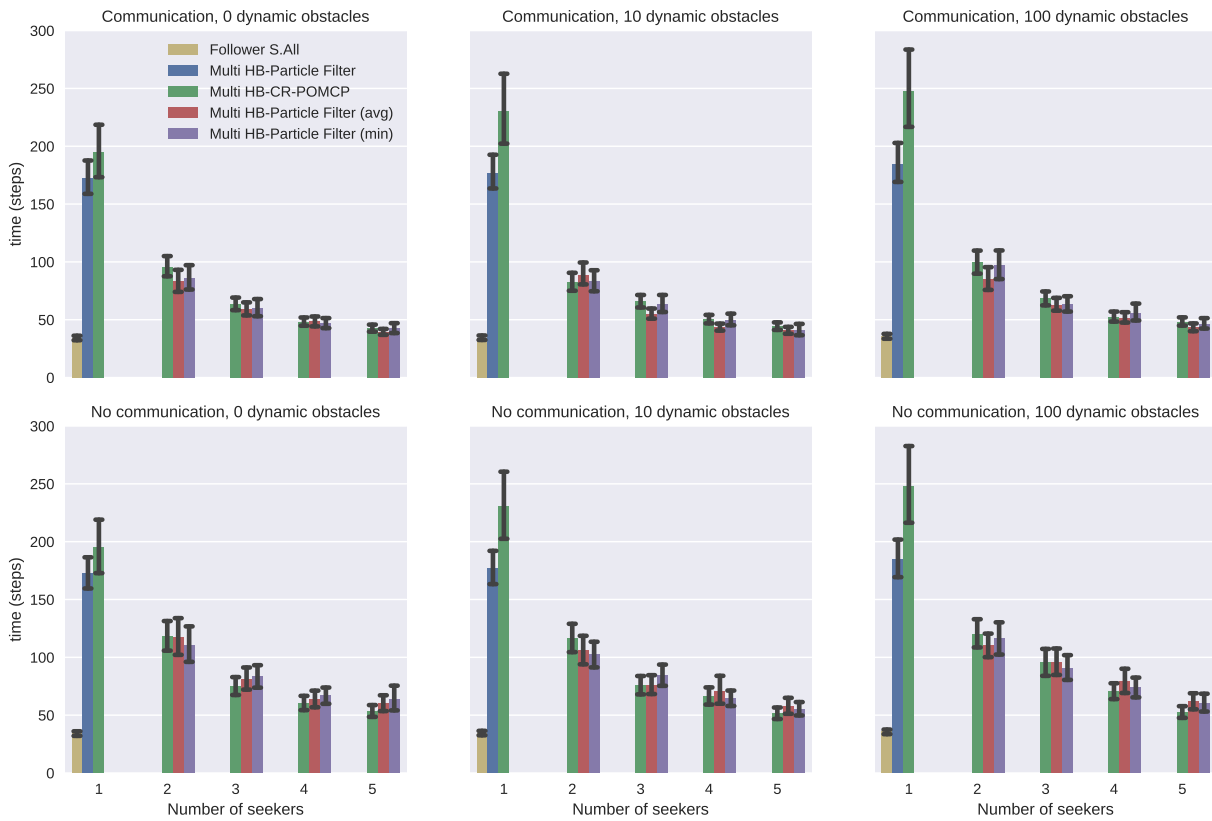 Communication, 0 dynamic obstacles
Communication, 10 dynamic obstacles
Communication, 100 dynamic obstacles
300
250
200
150
100
50
0
time (steps)
Follower S.All
Multi HB-Particle Filter
Multi HB-CR-POMCP
Multi HB-Particle Filter (avg)
Multi HB-Particle Filter (min)
No communication, 0 dynamic obstacles
No communication, 10 dynamic obstacles
No communication, 100 dynamic obstacles
300
250
200
150
100
50
0
time (steps)
1 2 3 4 5
1 2 3 4 5
1 2 3 4 5
Number of seekers
Number of seekers
Number of seekers